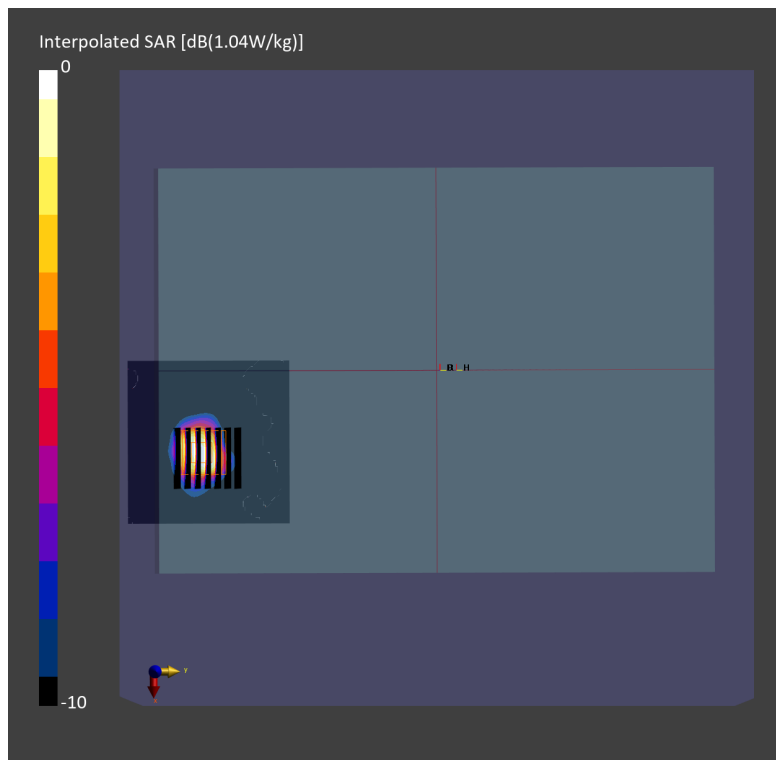 Interpolated SAR [dB(1.04W/kg)]
0
H
-10
Y
X